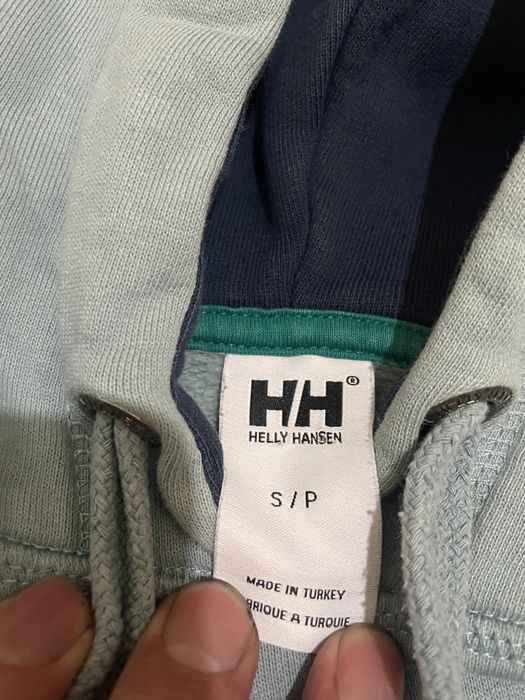 HH®
HELLY HANSEN
S / P
MADE IN TURKEY
BRIQUE A TURQUIE